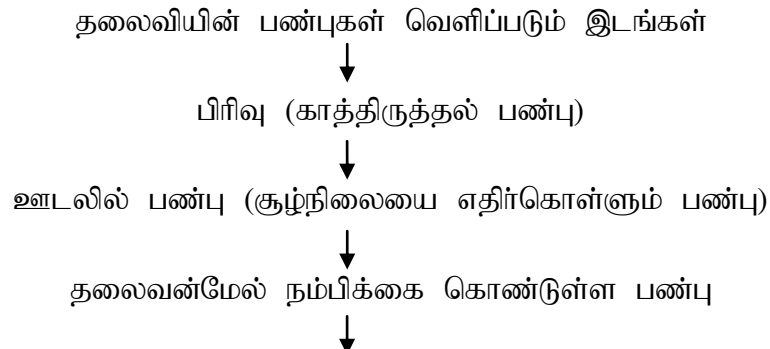 தலைவியின் பண்புகள் வெளிப்படும் இடங்கள்
பிரிவு (காத்திருத்தல் பண்பு)
ஊடலில் பண்பு (சூழ்நிலையை எதிர்கொள்ளும் பண்பு)
தலைவன்மேல் நம்பிக்கை கொண்டுள்ள பண்பு